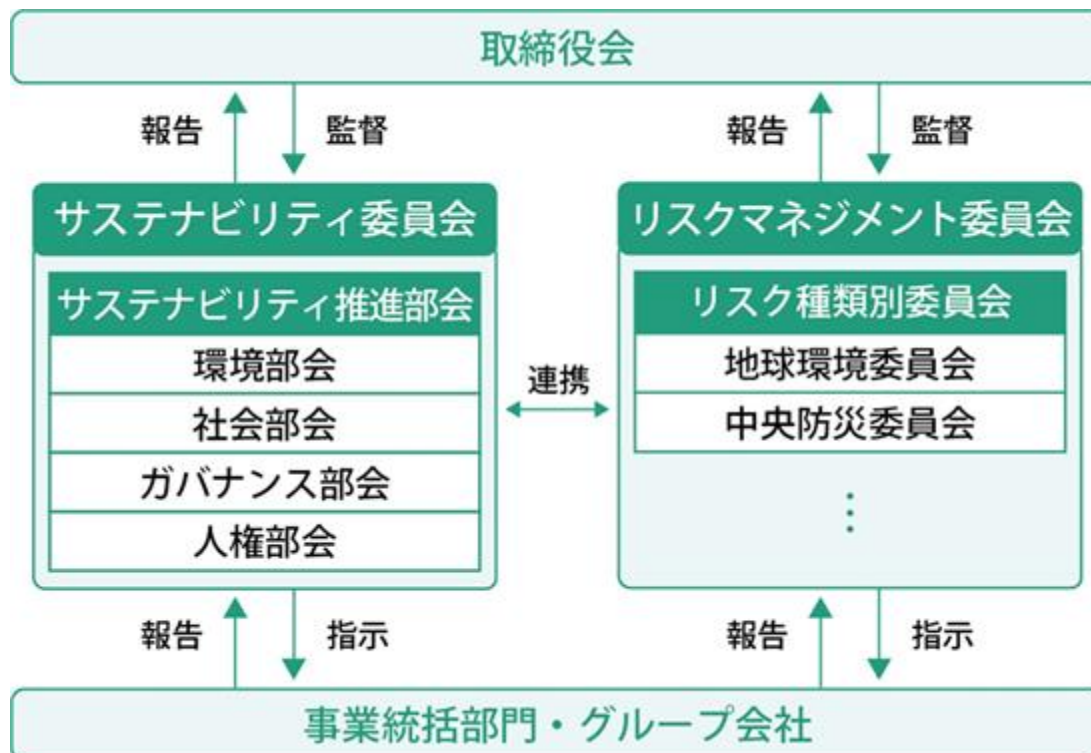 取締役会
報告
監督
報告
監督
サステナビリティ委員会
サステナビリティ推進部会
環境部会
社会部会
ガバナンス部会
人権部会
連携
リスクマネジメント委員会
リスク種類別委員会
地球環境委員会
中央防災委員会
⋮
報告
指示
報告
指示
事業統括部門・グループ会社